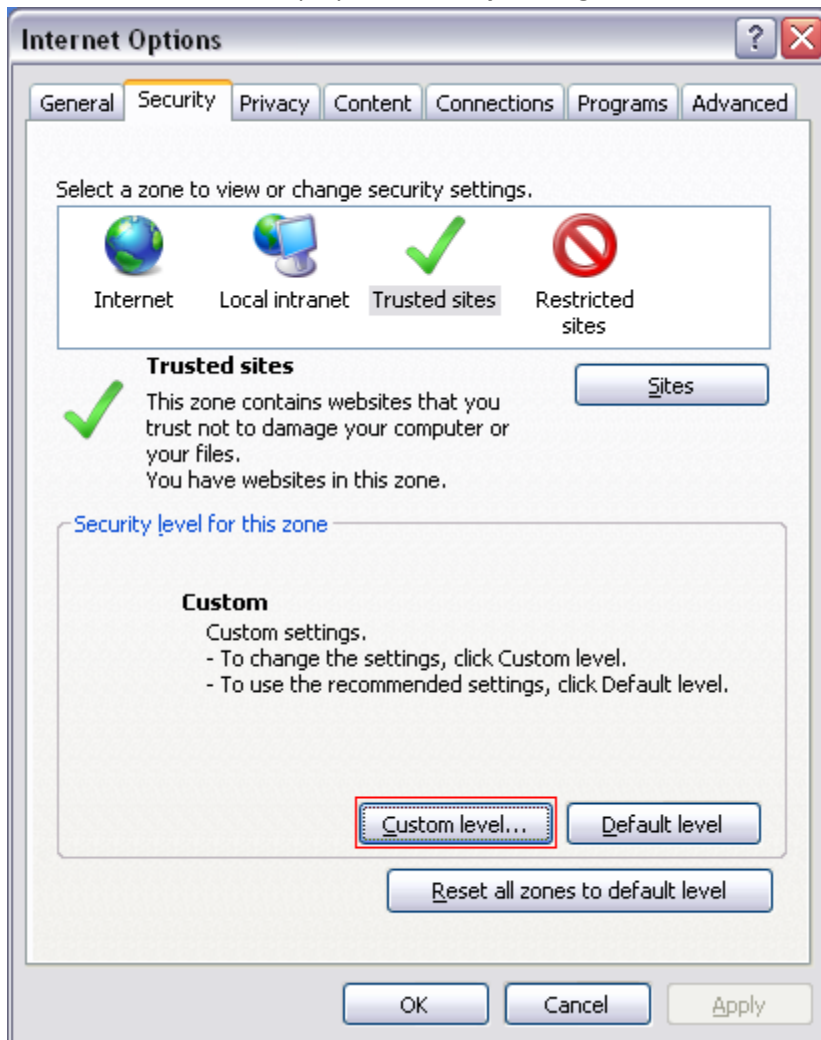 Internet Options
?
General Security Privacy Content Connections Programs Advanced
Select a zone to view or change security settings.
Internet Local intranet Trusted sites Restricted
sites
Trusted sites
Sites
This zone contains websites that you
trust not to damage your computer or
your files.
You have websites in this zone.
Security level for this zone
Custom
Custom settings.
- To change the settings, click Custom level.
- To use the recommended settings, click Default level.
Custom level... Default level
Reset all zones to default level
OK Cancel Apply